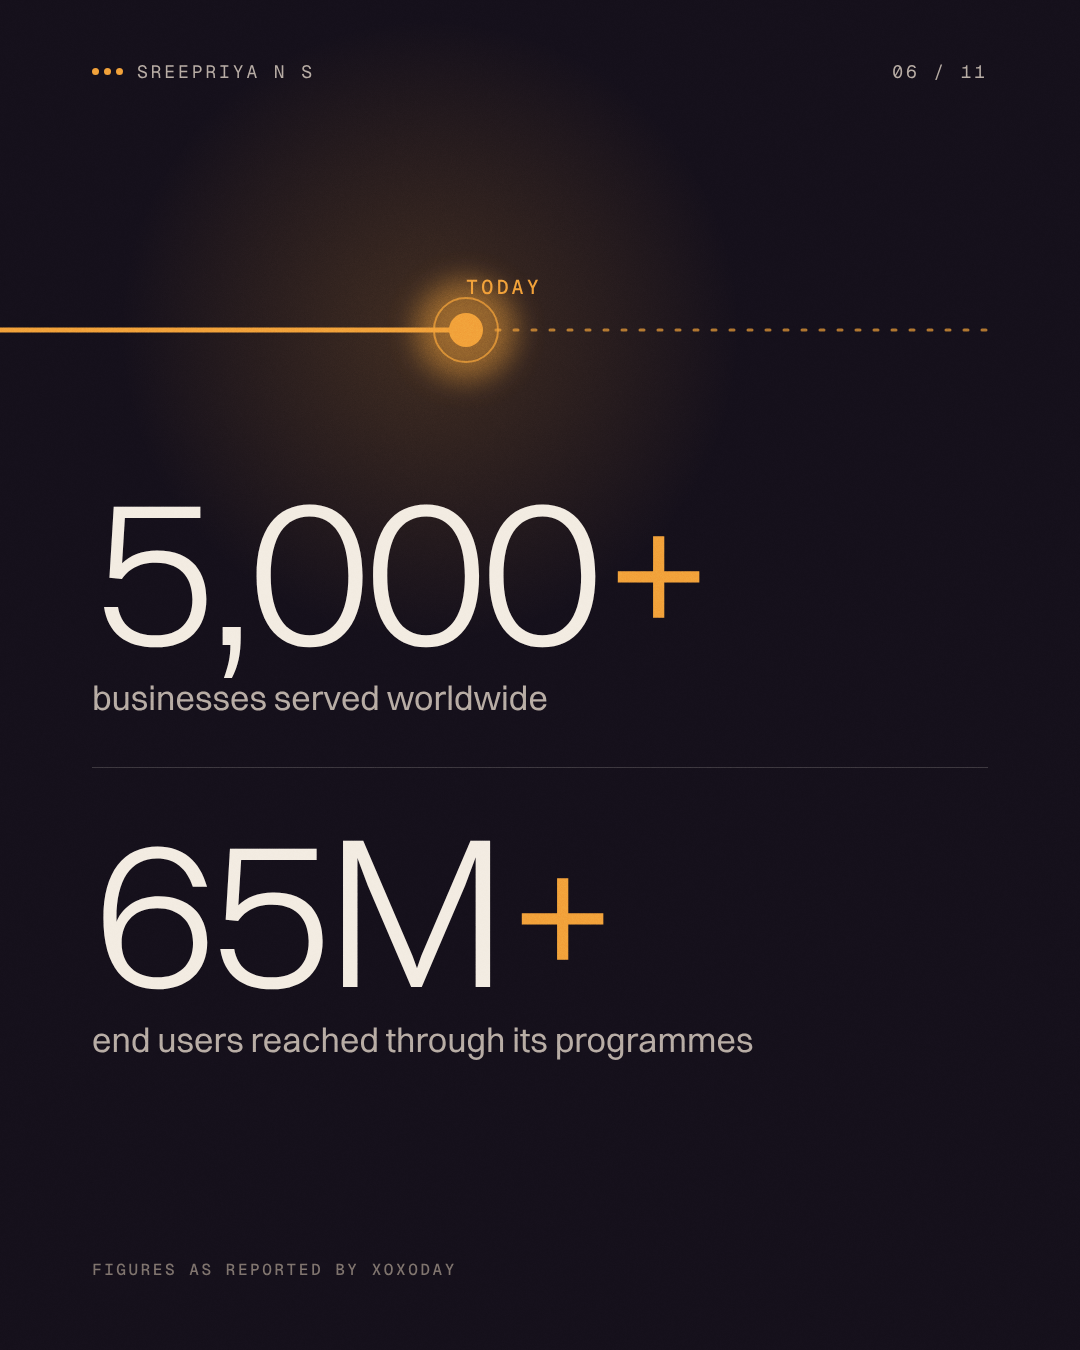 SREEPRIYA N S
06 / 11
TODAY
5,000+
businesses served worldwide
65M+
end users reached through its programmes
FIGURES AS REPORTED BY XOXODAY